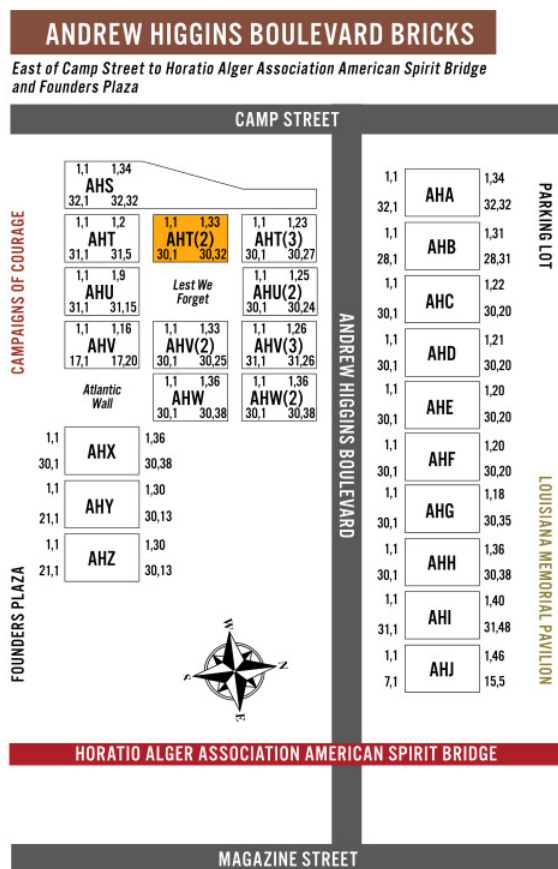 ANDREW HIGGINS BOULEVARD BRICKS
East of Camp Street to Horatio Alger Association American Spirit Bridge
and Founders Plaza
CAMP STREET
1,1 1,34
AHS
32,1 32,32
1,1 1,2
AHT
31,1 31,5
1,1 1,33
AHT(2)
30,1 30,32
1,1 1,23
AHT(3)
30,1 30,27
1,1 1,9
AHU
31,1 31,15
Lest We
Forget
1,1 1,25
AHU(2)
30,1 30,24
1,1 1,16
AHV
17,1 17,20
1,1 1,33
AHV(2)
30,1 30,25
1,1 1,26
AHV(3)
31,1 31,26
Atlantic
Wall
1,1 1,36
AHW
30,1 30,38
1,1 1,36
AHW(2)
30,1 30,38
1,1 1,36
AHX
30,1 30,38
1,1 1,30
AHY
21,1 30,13
1,1 1,30
AHZ
21,1 30,13
CAMPAIGNS OF COURAGE
FOUNDERS PLAZA
W
N
S
E
ANDREW HIGGINS BOULEVARD
1,1 1,34
AHA
32,1 32,32
1,1 1,31
AHB
28,1 28,31
1,1 1,22
AHC
30,1 30,20
1,1 1,21
AHD
30,1 30,20
1,1 1,20
AHE
30,1 30,20
1,1 1,20
AHF
30,1 30,20
1,1 1,18
AHG
30,1 30,35
1,1 1,36
AHH
30,1 30,38
1,1 1,40
AHI
31,1 31,48
1,1 1,46
AHJ
7,1 15,5
PARKING LOT
LOUISIANA MEMORIAL PAVILION
HORATIO ALGER ASSOCIATION AMERICAN SPIRIT BRIDGE
MAGAZINE STREET